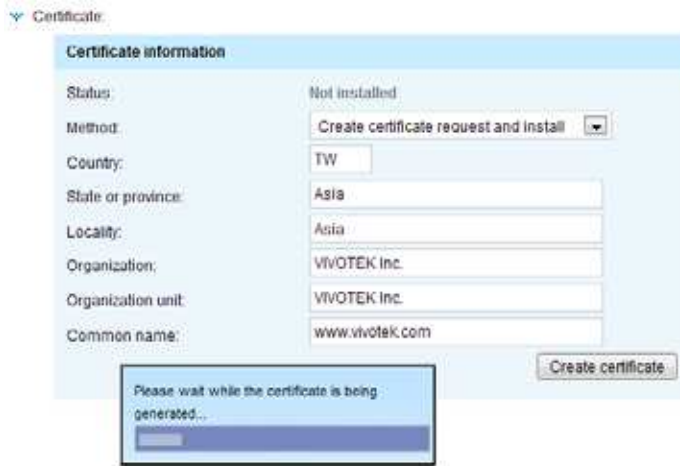 Certificate:
Certificate information
Status: Not installed
Method: Create certificate request and install
Country: TW
State or province: Asia
Locality: Asia
Organization: VIVOTEK Inc.
Organization unit: VIVOTEK Inc.
Common name: www.vivotek.com
Create certificate
Please wait while the certificate is being
generated...